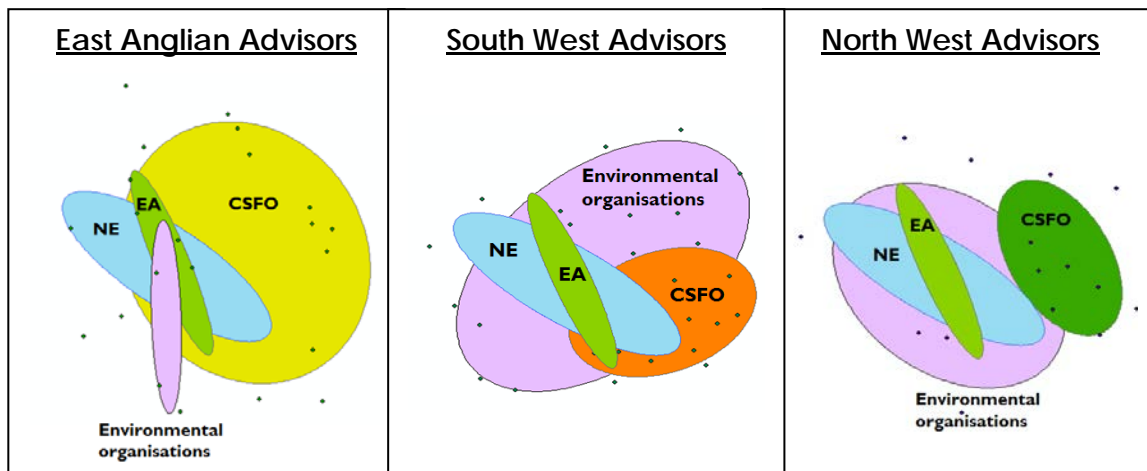 East Anglian Advisors
EA
CSFO
NE
Environmental
organisations
South West Advisors
Environmental
organisations
NE
EA
CSFO
North West Advisors
CSFO
EA
NE
Environmental
organisations